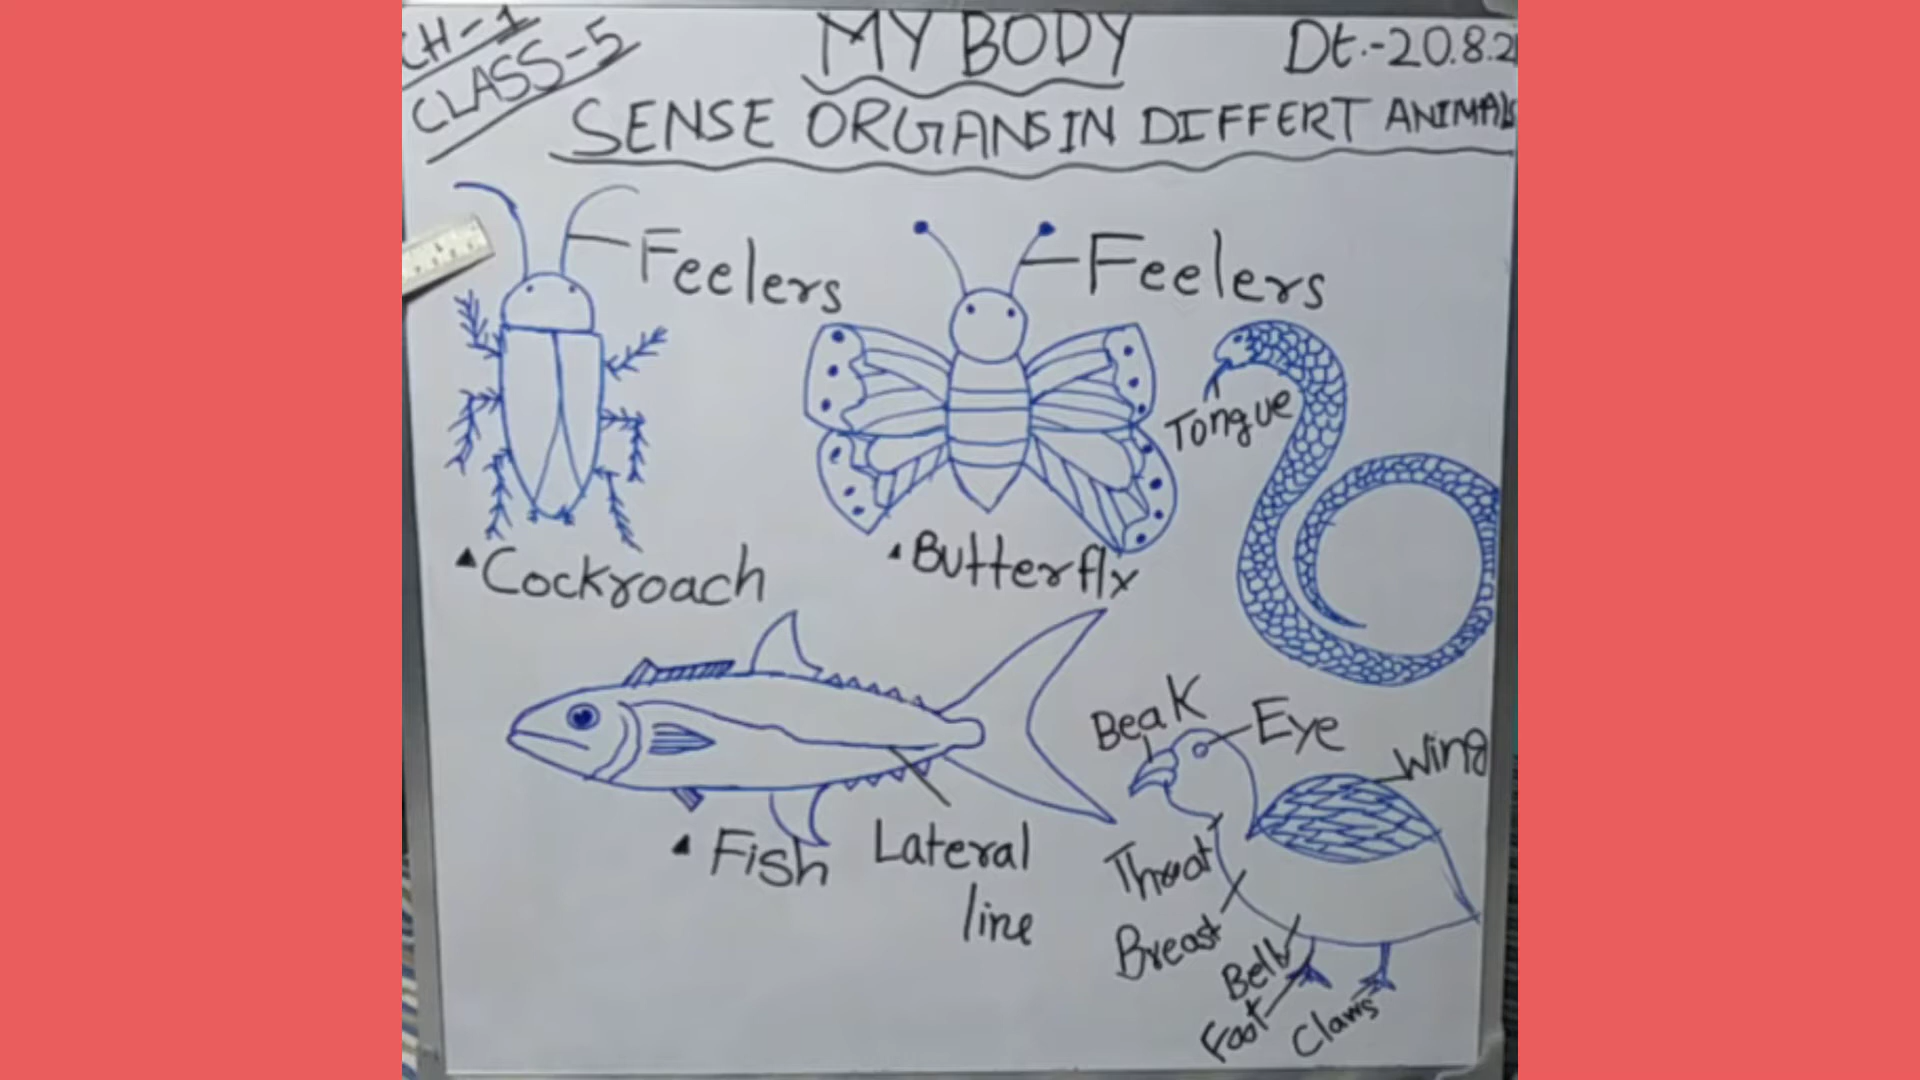 CH-1
CLASS-5
MY BODY
Dt.-20.8.2
SENSE ORGANS IN DIFFERT ANIMALS
Feelers
Feelers
Tongue
Cockroach
Butterfly
Beak
Eye
Wing
Fish
Lateral
line
Throat
Breast
Belly
Foot
Claws